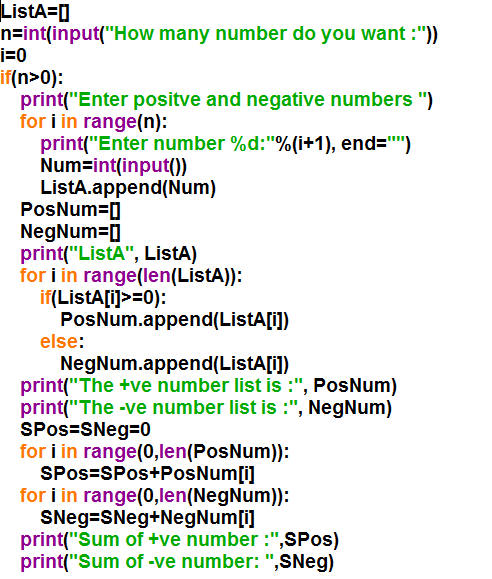 ListA=[]
n=int(input("How many number do you want :"))
i=0
if(n>0):
    print("Enter positve and negative numbers ")
    for i in range(n):
        print("Enter number %d:"%(i+1), end="")
        Num=int(input())
        ListA.append(Num)
    PosNum=[]
    NegNum=[]
    print("ListA", ListA)
    for i in range(len(ListA)):
        if(ListA[i]>=0):
            PosNum.append(ListA[i])
        else:
            NegNum.append(ListA[i])
    print("The +ve number list is :", PosNum)
    print("The -ve number list is :", NegNum)
    SPos=SNeg=0
    for i in range(0,len(PosNum)):
        SPos=SPos+PosNum[i]
    for i in range(0,len(NegNum)):
        SNeg=SNeg+NegNum[i]
    print("Sum of +ve number :",SPos)
    print("Sum of -ve number: ",SNeg)